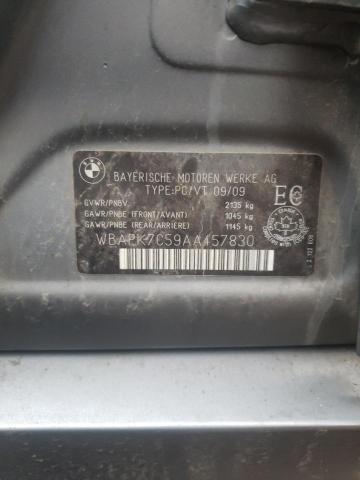 BMW
BAYERISCHE MOTOREN WERKE AG
TYPE:PC/VT 09/09
GVWR/PNBV 2135 kg
GAWR/PNBE (FRONT/AVANT) 1045 kg
GAWR/PNBE (REAR/ARRIÈRE) 1145 kg
WBAPK7C59AA457830